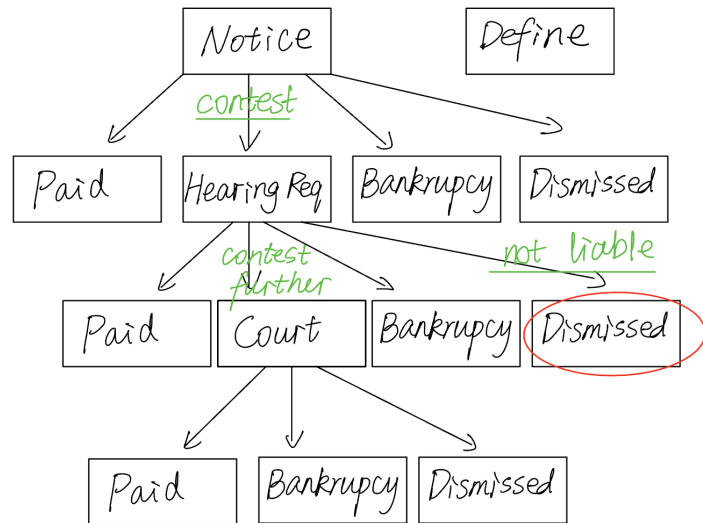 Notice
Define
contest
Paid
Hearing Req
Bankrupcy
Dismissed
contest
further
not liable
Paid
Court
Bankrupcy
Dismissed
Paid
Bankrupcy
Dismissed